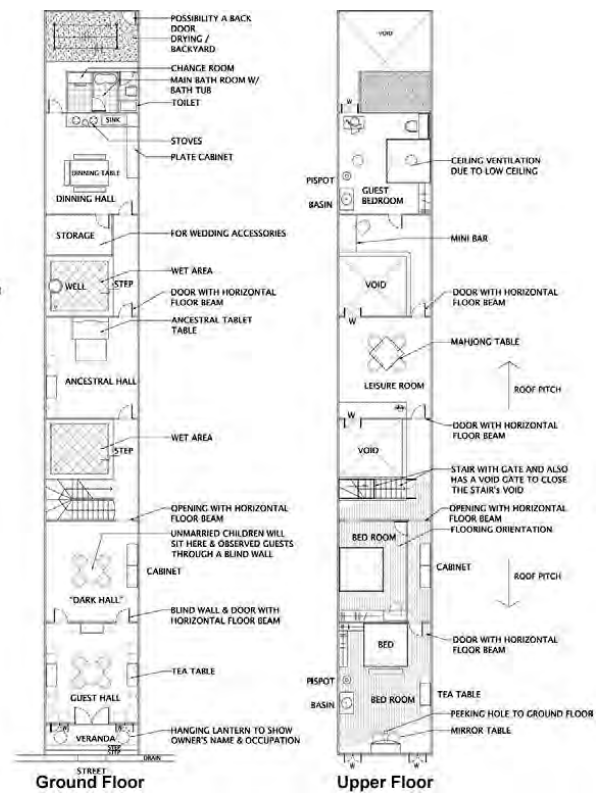 POSSIBILITY A BACK
DOOR
DRYING /
BACKYARD
CHANGE ROOM
MAIN BATH ROOM W/
BATH TUB
TOILET
SINK
STOVES
PLATE CABINET
DINNING TABLE
DINNING HALL
STORAGE
FOR WEDDING ACCESSORIES
WET AREA
WELL
STEP
DOOR WITH HORIZONTAL
FLOOR BEAM
ANCESTRAL TABLET
TABLE
ANCESTRAL HALL
WET AREA
STEP
OPENING WITH HORIZONTAL
FLOOR BEAM
UNMARRIED CHILDREN WILL
SIT HERE & OBSERVED GUESTS
THROUGH A BLIND WALL
CABINET
"DARK HALL"
BLIND WALL & DOOR WITH
HORIZONTAL FLOOR BEAM
TEA TABLE
GUEST HALL
W
W
VERANDA
HANGING LANTERN TO SHOW
OWNER'S NAME & OCCUPATION
STEP
STEP
DRAIN
STREET
Ground Floor
VOID
W
CEILING VENTILATION
DUE TO LOW CEILING
PISPOT
GUEST
BEDROOM
BASIN
MINI BAR
VOID
DOOR WITH HORIZONTAL
FLOOR BEAM
W
MAHJONG TABLE
LEISURE ROOM
ROOF PITCH
W
DOOR WITH HORIZONTAL
FLOOR BEAM
VOID
STAIR WITH GATE AND ALSO
HAS A VOID GATE TO CLOSE
THE STAIR's VOID
OPENING WITH HORIZONTAL
FLOOR BEAM
FLOORING ORIENTATION
BED ROOM
CABINET
ROOF PITCH
DOOR WITH HORIZONTAL
FLOOR BEAM
BED
PISPOT
BASIN
BED ROOM
TEA TABLE
PEEKING HOLE TO GROUND FLOOR
MIRROR TABLE
W
W
Upper Floor